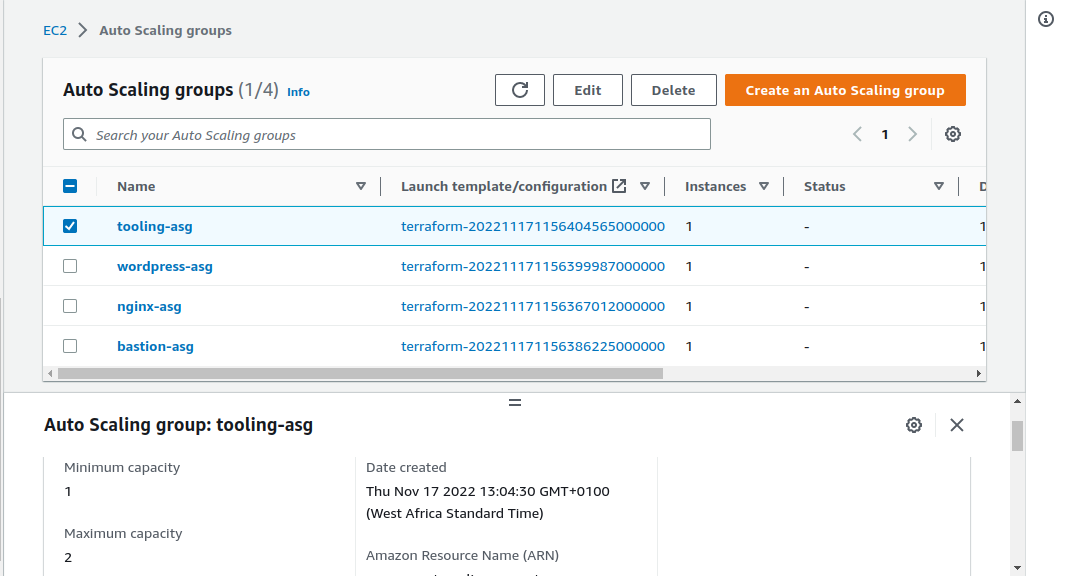 EC2 > Auto Scaling groups
Auto Scaling groups (1/4) Info
Edit
Delete
Create an Auto Scaling group
Search your Auto Scaling groups
1
Name Launch template/configuration Instances Status D
tooling-asg terraform-20221117115640456500000 1 - 1
wordpress-asg terraform-20221117115639998700000 1 - 1
nginx-asg terraform-20221117115636701200000 1 - 1
bastion-asg terraform-20221117115638622500000 1 - 1
Auto Scaling group: tooling-asg
Minimum capacity
1
Maximum capacity
2
Date created
Thu Nov 17 2022 13:04:30 GMT+0100
(West Africa Standard Time)
Amazon Resource Name (ARN)